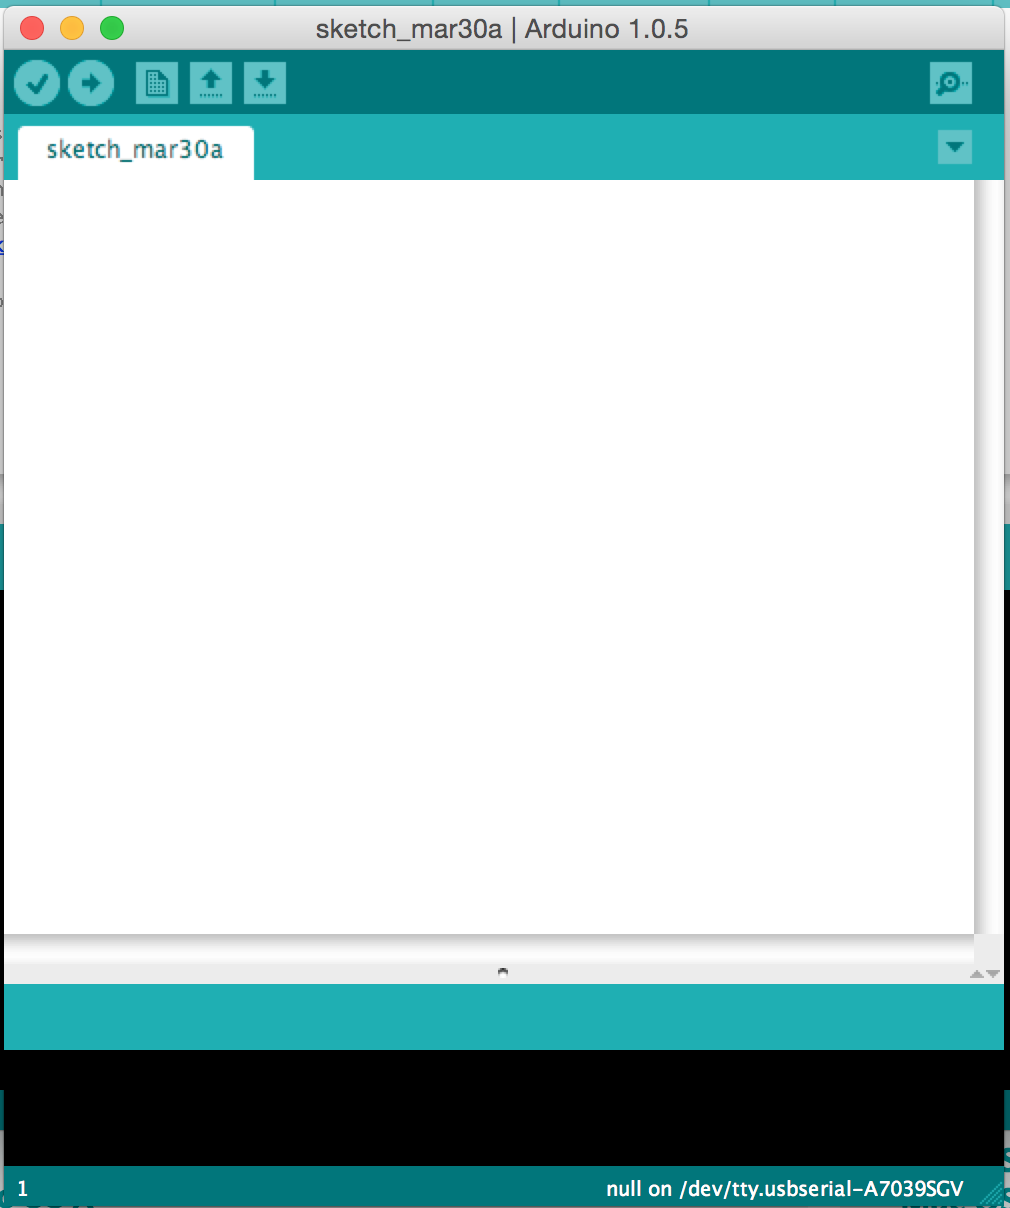 sketch_mar30a | Arduino 1.0.5
sketch_mar30a
1
null on /dev/tty.usbserial-A7039SGV